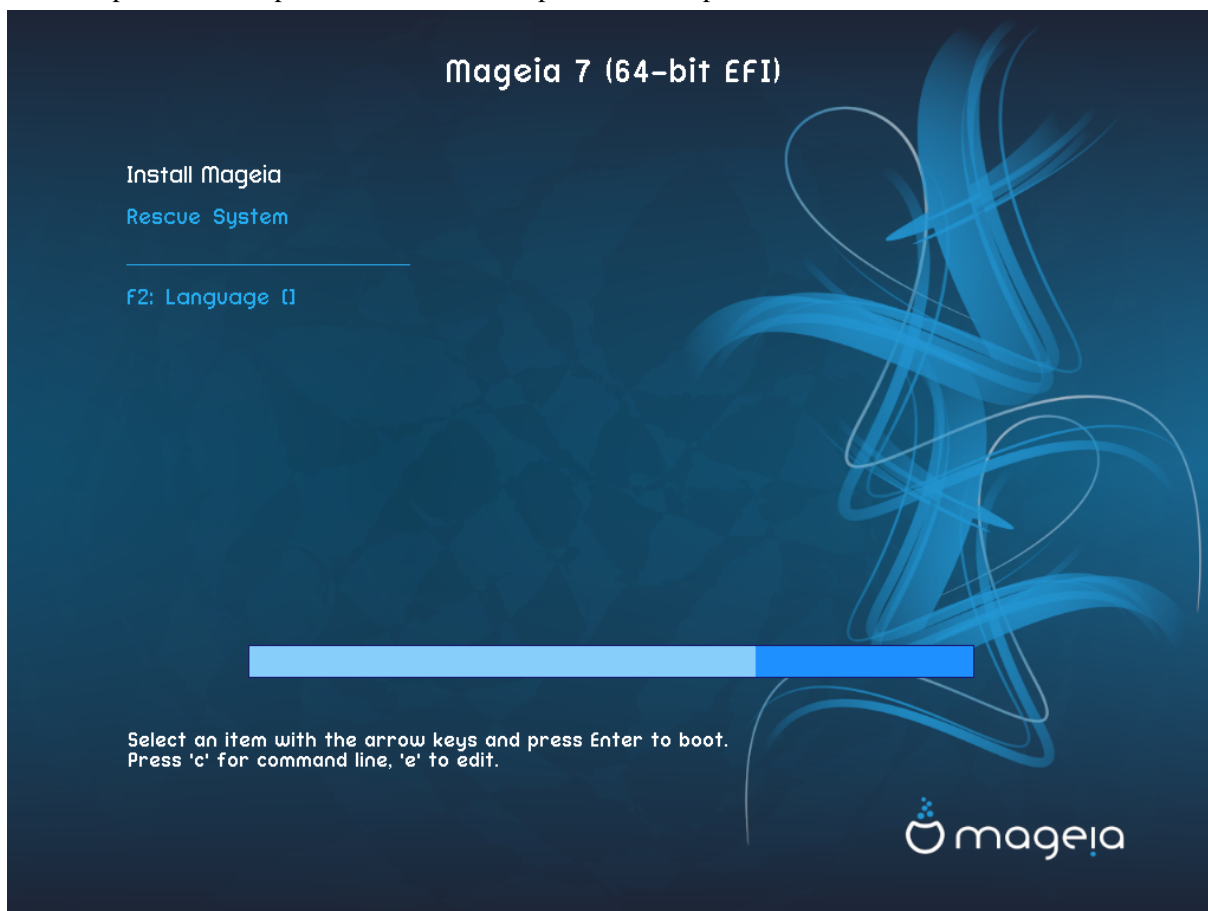 Mageia 7 (64-bit EFI)
Install Mageia
Rescue System
F2: Language []
Select an item with the arrow keys and press Enter to boot.
Press 'c' for command line, 'e' to edit.
mageia